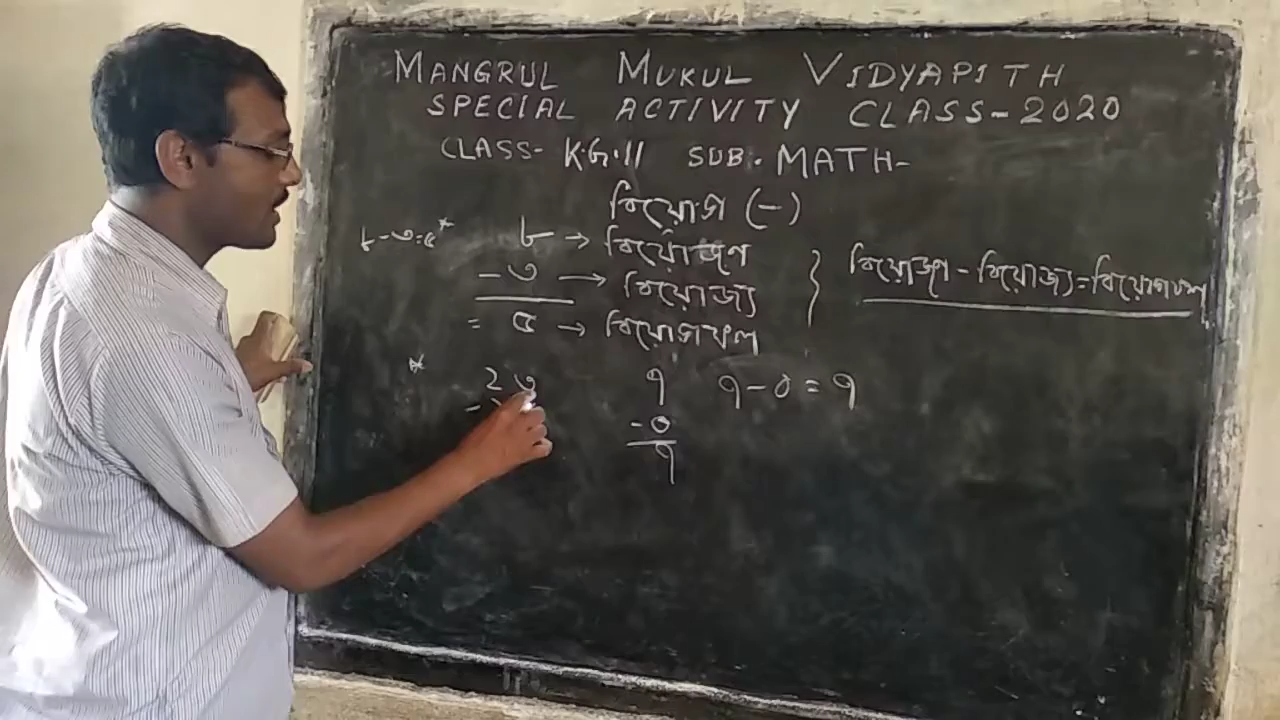 MANGRUL MUKUL VIDYAPITH
SPECIAL ACTIVITY CLASS-2020
CLASS- K.G.II SUB. MATH-
বিয়োগ (-)
৮-৩=৫*
৮ → বিয়োজন
-৩ → বিয়োজ্য
= ৫ → বিয়োগফল
বিয়োজন - বিয়োজ্য = বিয়োগফল
*
২৩
৭
-০
৭
৭-০=৭